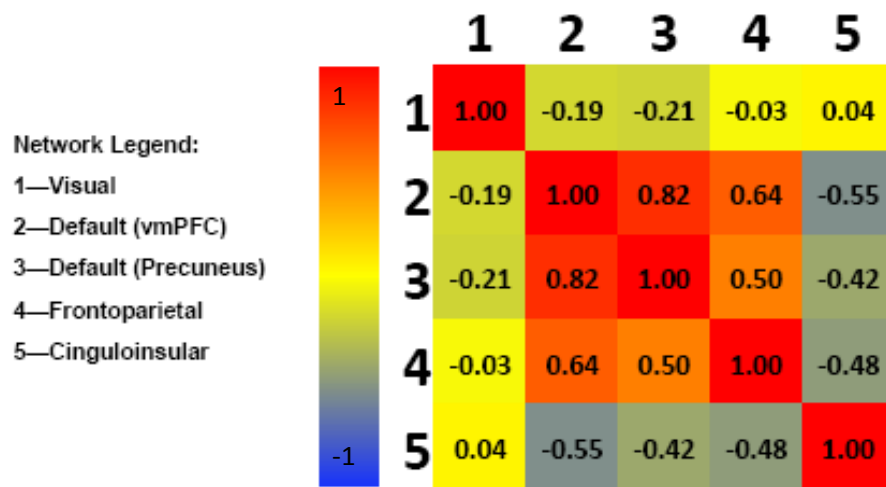 1 2 3 4 5
1
1 1.00 -0.19 -0.21 -0.03 0.04
Network Legend:
1—Visual
2 -0.19 1.00 0.82 0.64 -0.55
2—Default (vmPFC)
3—Default (Precuneus)
3 -0.21 0.82 1.00 0.50 -0.42
4—Frontoparietal
5—Cinguloinsular
4 -0.03 0.64 0.50 1.00 -0.48
-1
5 0.04 -0.55 -0.42 -0.48 1.00